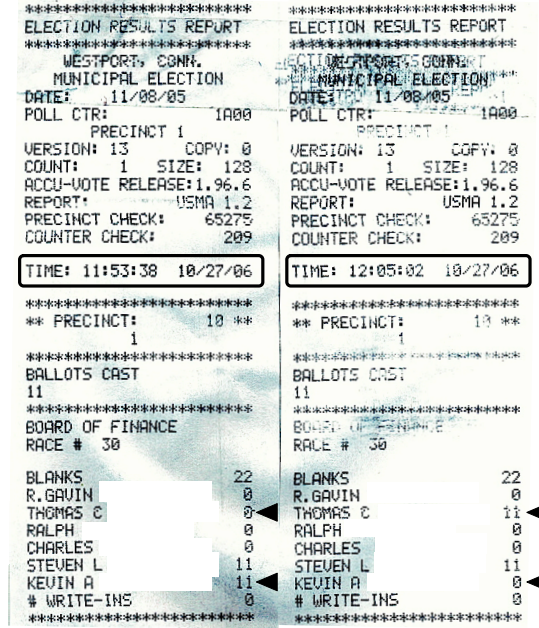 ************************
ELECTION RESULTS REPORT
************************
WESTPORT, CONN.
MUNICIPAL ELECTION
DATE: 11/08/05
POLL CTR: 1A00
PRECINCT 1
VERSION: 13 COPY: 0
COUNT: 1 SIZE: 128
ACCU-VOTE RELEASE:1.96.6
REPORT: USMA 1.2
PRECINCT CHECK: 65275
COUNTER CHECK: 209
TIME: 11:53:38 10/27/06
************************
** PRECINCT: 10 **
1
************************
BALLOTS CAST
11
************************
BOARD OF FINANCE
RACE # 30
BLANKS 22
R.GAVIN 0
THOMAS C 0
RALPH 0
CHARLES 0
STEVEN L 11
KEVIN A 11
# WRITE-INS 0
************************
************************
ELECTION RESULTS REPORT
************************
WESTPORT, CONN.
MUNICIPAL ELECTION
DATE: 11/08/05
POLL CTR: 1A00
PRECINCT 1
VERSION: 13 COPY: 0
COUNT: 1 SIZE: 128
ACCU-VOTE RELEASE:1.96.6
REPORT: USMA 1.2
PRECINCT CHECK: 65275
COUNTER CHECK: 209
TIME: 12:05:02 10/27/06
************************
** PRECINCT: 10 **
1
************************
BALLOTS CAST
11
************************
BOARD OF FINANCE
RACE # 30
BLANKS 22
R.GAVIN 0
THOMAS C 11
RALPH 0
CHARLES 0
STEVEN L 11
KEVIN A 0
# WRITE-INS 0
************************